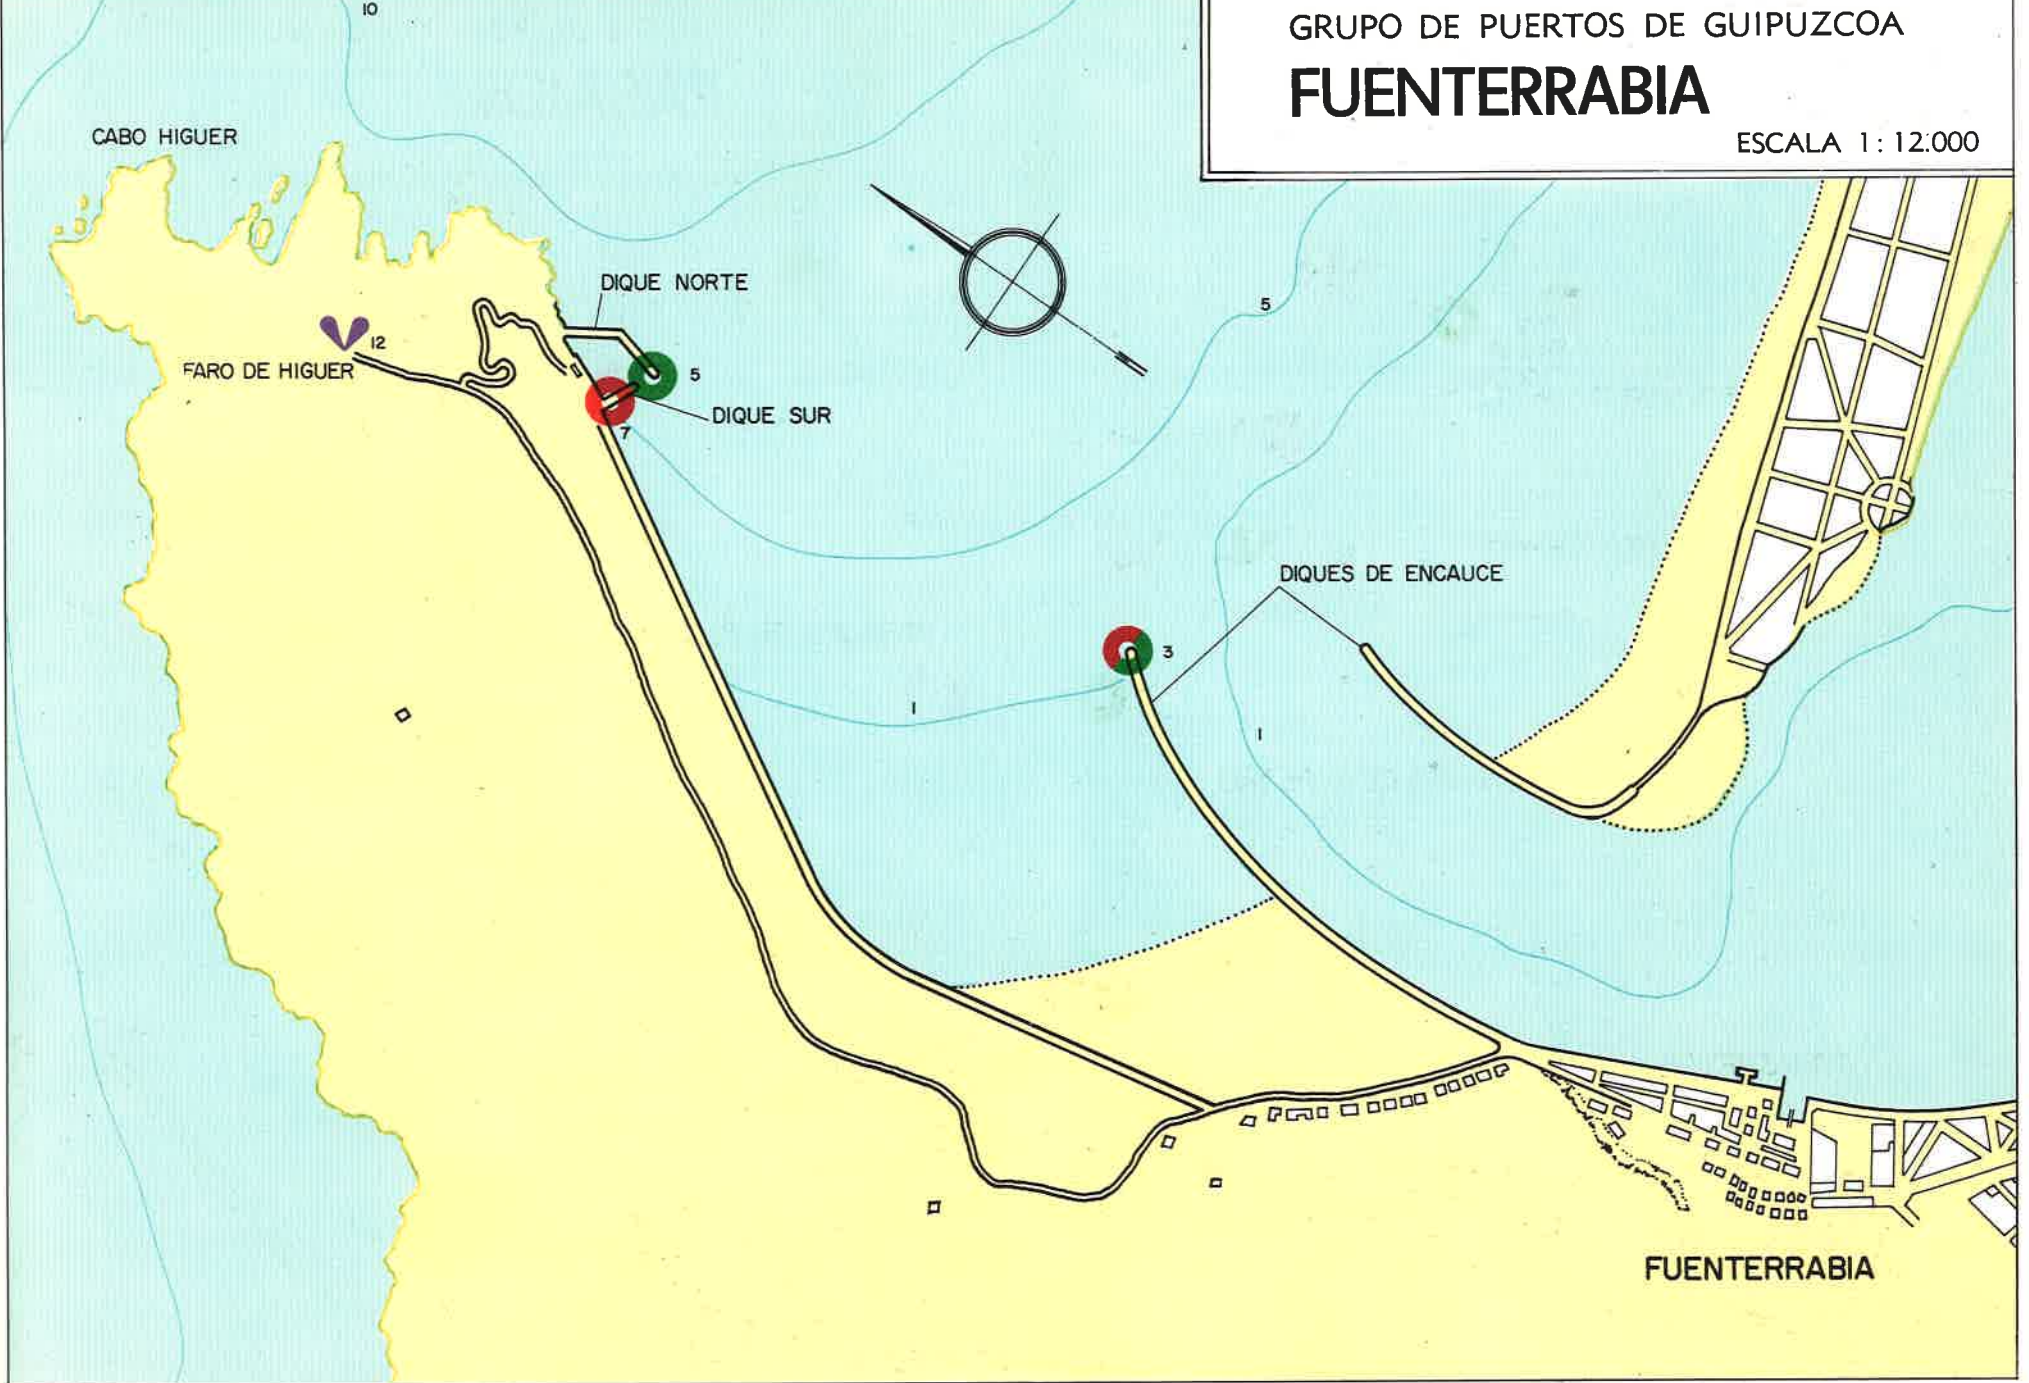 10
GRUPO DE PUERTOS DE GUIPUZCOA
FUENTERRABIA
ESCALA 1: 12.000
CABO HIGUER
DIQUE NORTE
5
12
FARO DE HIGUER
5
DIQUE SUR
7
DIQUES DE ENCAUCE
3
1
1
FUENTERRABIA